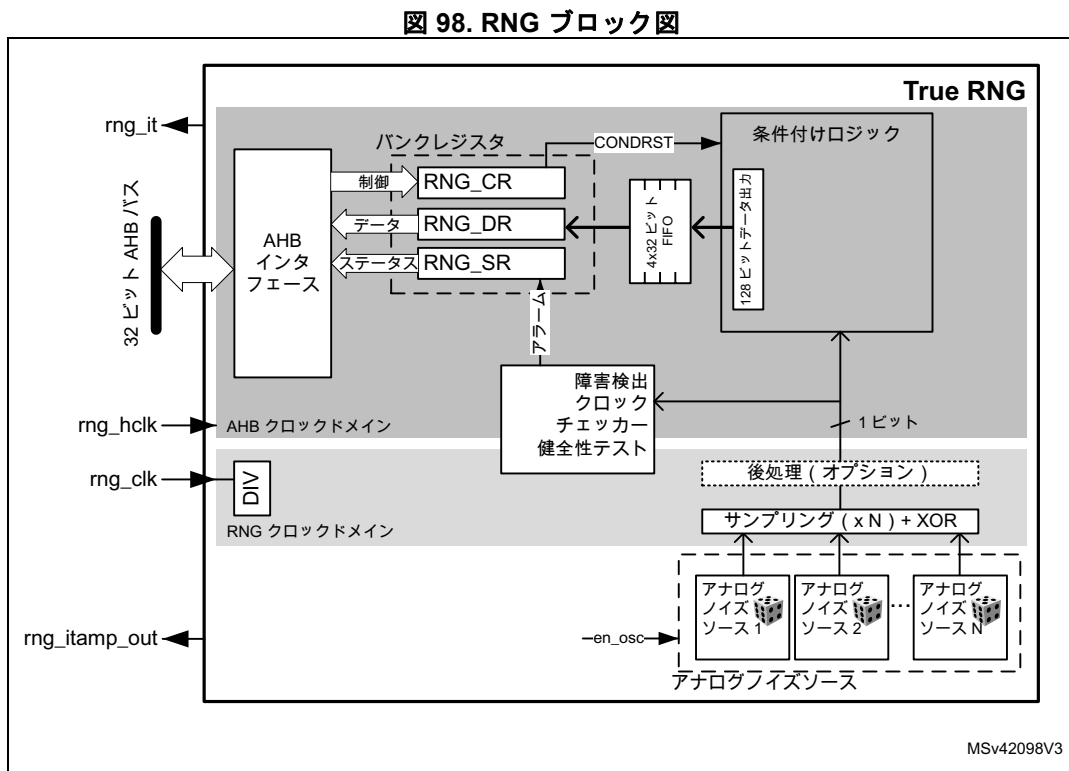 図 98. RNG ブロック図
True RNG
rng_it
32 ビット AHB バス
AHB
インタ
フェース
バンクレジスタ
制御
RNG_CR
データ
RNG_DR
ステータス
RNG_SR
CONDRST
条件付けロジック
4x32 ビット
FIFO
128 ビットデータ出力
アラーム
障害検出
クロック
チェッカー
健全性テスト
1 ビット
rng_hclk
AHB クロックドメイン
rng_clk
DIV
RNG クロックドメイン
後処理 ( オプション )
サンプリング ( x N ) + XOR
アナログ
ノイズ
ソース 1
アナログ
ノイズ
ソース 2
...
アナログ
ノイズ
ソース N
en_osc
アナログノイズソース
rng_itamp_out
MSv42098V3